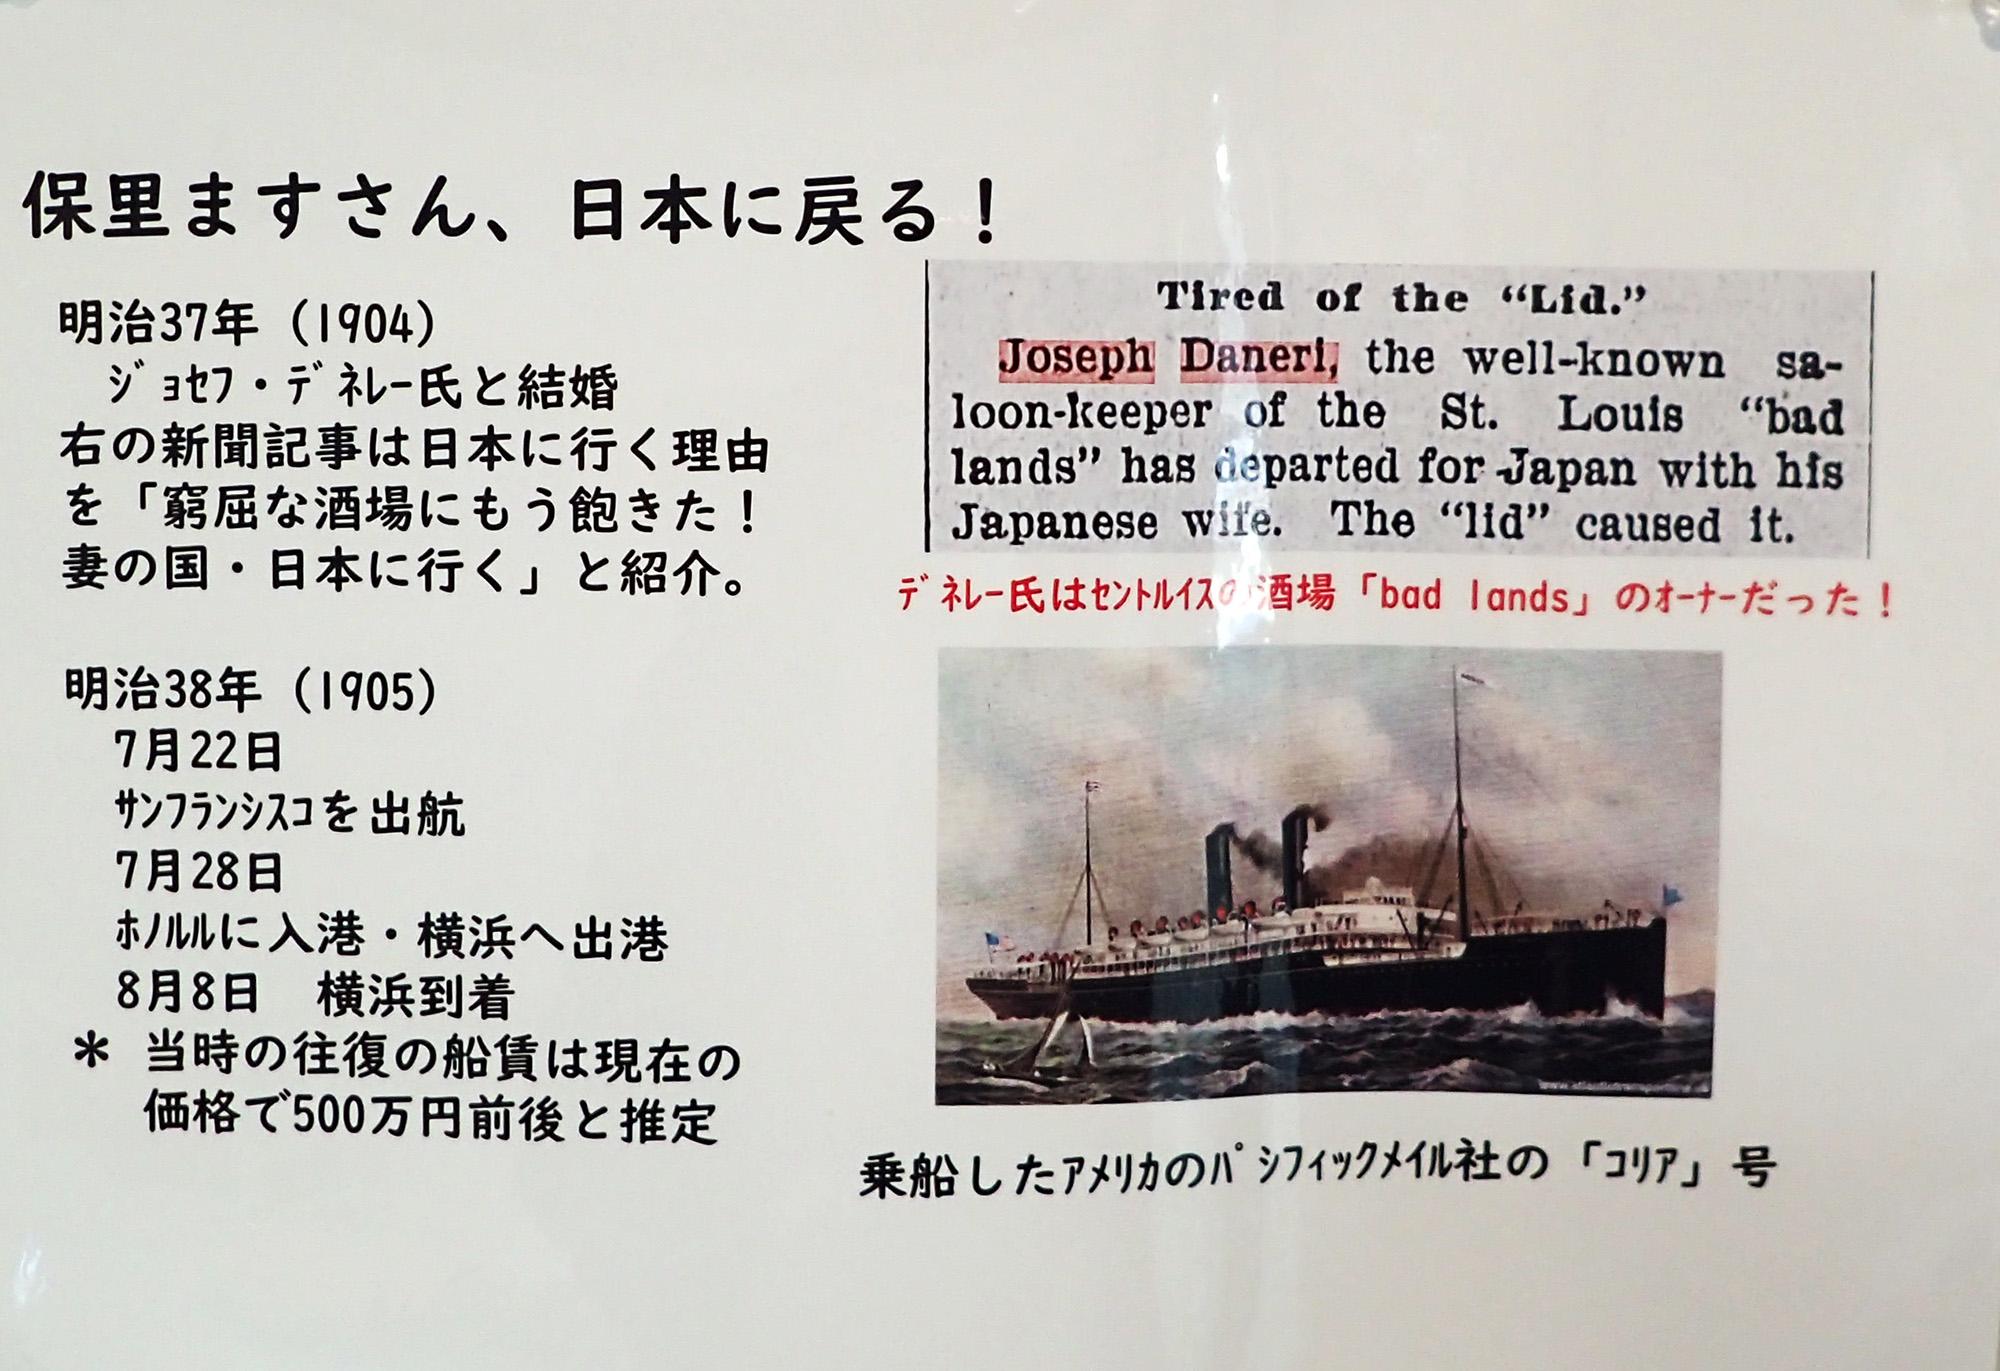 保里ますさん、日本に戻る！
明治37年（1904）
ｼﾞｮｾﾌ・ﾃﾞﾈﾚｰ氏と結婚
右の新聞記事は日本に行く理由
を「窮屈な酒場にもう飽きた！
妻の国・日本に行く」と紹介。
明治38年（1905）
7月22日
ｻﾝﾌﾗﾝｼｽｺを出航
7月28日
ﾎﾉﾙﾙに入港・横浜へ出港
8月8日　横浜到着
＊ 当時の往復の船賃は現在の
価格で500万円前後と推定
Tired of the “Lid.”
Joseph Daneri, the well-known sa-
loon-keeper of the St. Louis “bad
lands” has departed for Japan with his
Japanese wife. The “lid” caused it.
ﾃﾞﾈﾚｰ氏はｾﾝﾄﾙｲｽの酒場「bad lands」のｵｰﾅｰだった！
乗船したｱﾒﾘｶのﾊﾟｼﾌｨｯｸﾒｲﾙ社の「ｺﾘｱ」号